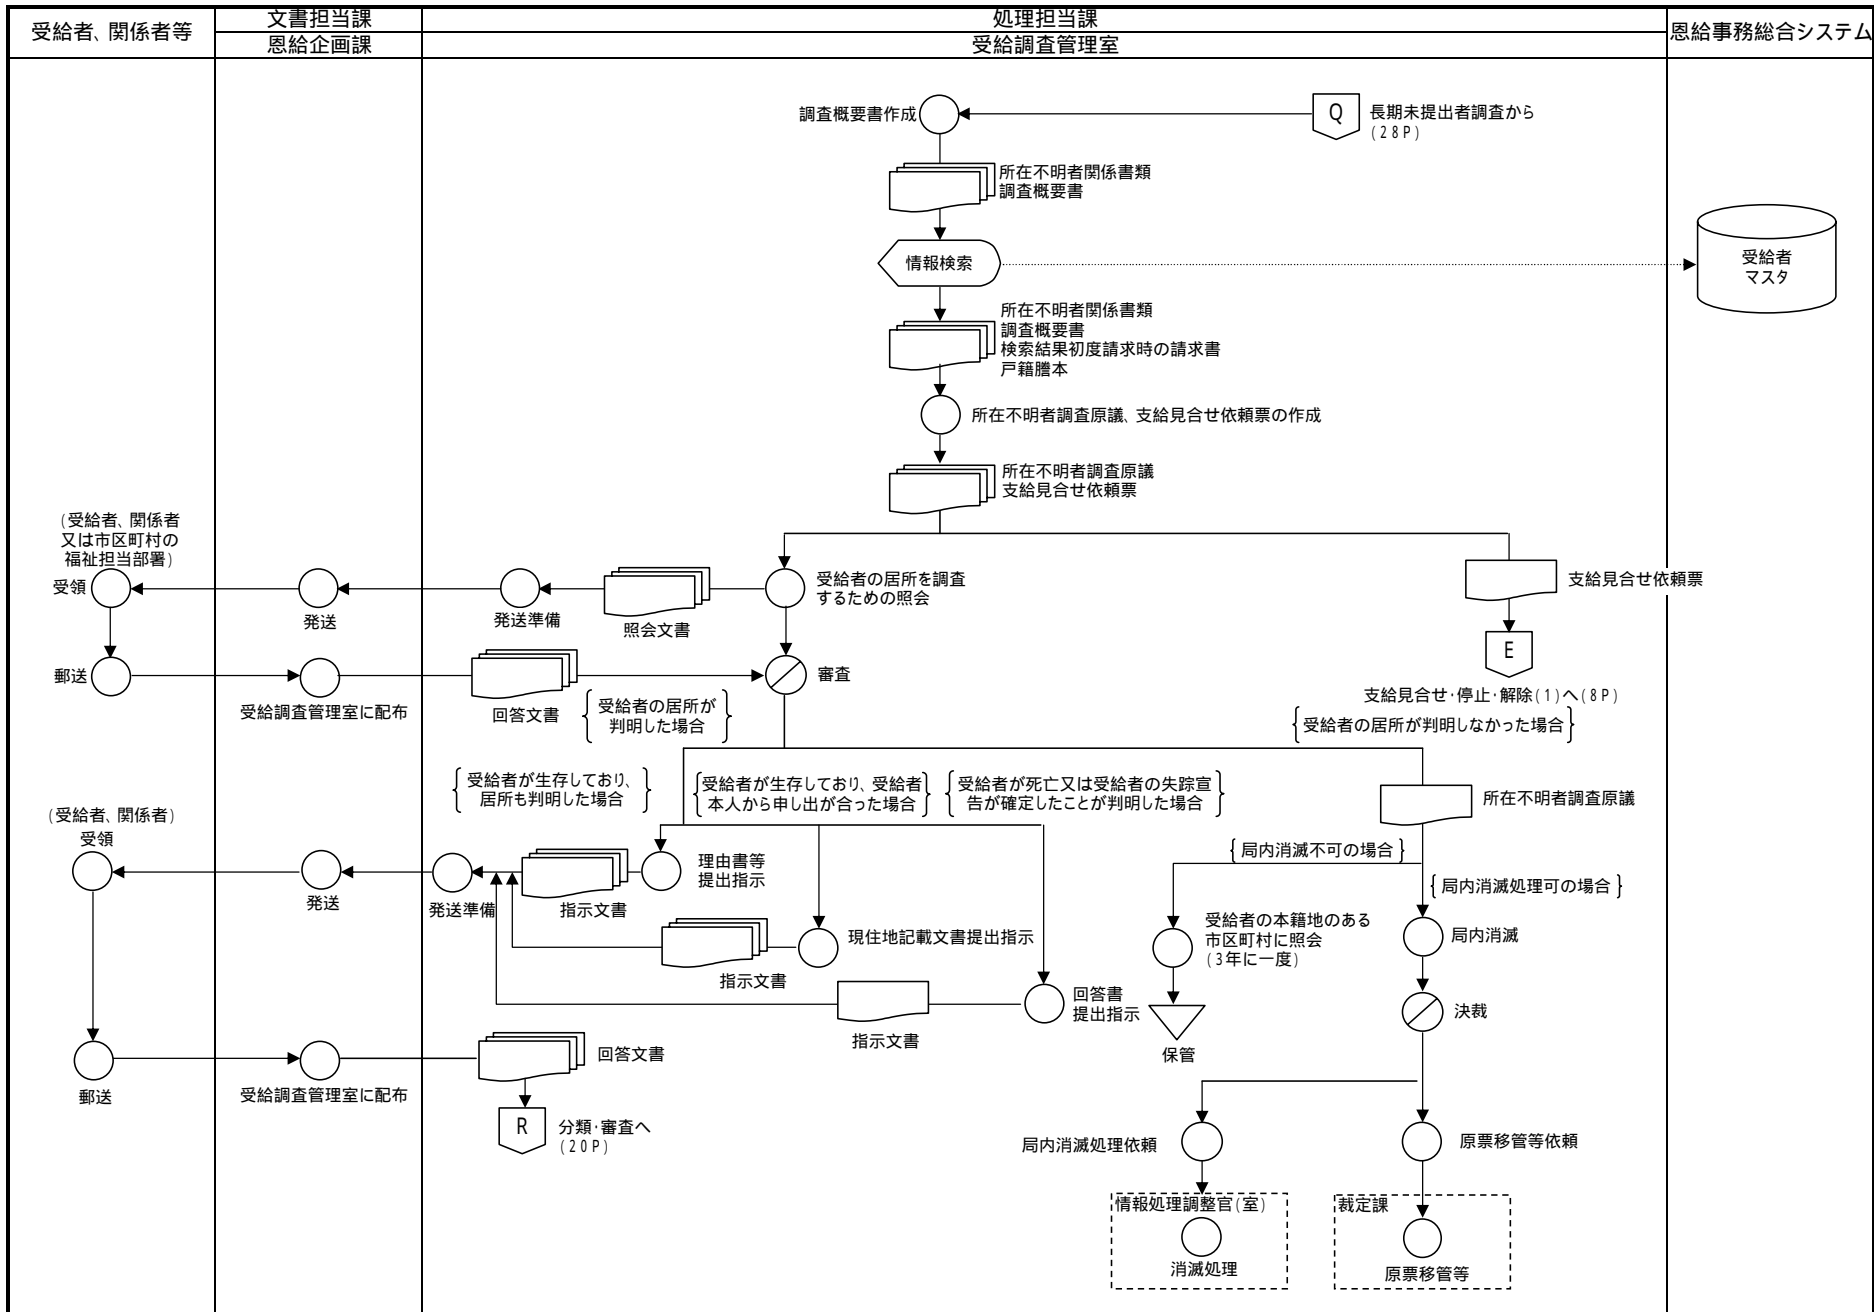 受給者、関係者等
文書担当課
恩給企画課
処理担当課
受給調査管理室
恩給事務総合システム
調査概要書作成
Q
長期未提出者調査から
(28P)
所在不明者関係書類
調査概要書
情報検索
受給者
マスタ
所在不明者関係書類
調査概要書
検索結果初度請求時の請求書
戸籍謄本
所在不明者調査原議、支給見合せ依頼票の作成
所在不明者調査原議
支給見合せ依頼票
(受給者、関係者
又は市区町村の
福祉担当部署)
受領
発送
発送準備
照会文書
受給者の居所を調査
するための照会
支給見合せ依頼票
E
支給見合せ・停止・解除(1)へ(8P)
郵送
受給調査管理室に配布
回答文書
審査
受給者の居所が
判明した場合
受給者の居所が判明しなかった場合
受給者が生存しており、
居所も判明した場合
受給者が生存しており、受給者
本人から申し出が合った場合
受給者が死亡又は受給者の失踪宣
告が確定したことが判明した場合
所在不明者調査原議
(受給者、関係者)
受領
発送
発送準備
指示文書
理由書等
提出指示
局内消滅不可の場合
局内消滅処理可の場合
指示文書
現住地記載文書提出指示
受給者の本籍地のある
市区町村に照会
(3年に一度)
局内消滅
指示文書
回答書
提出指示
保管
決裁
郵送
受給調査管理室に配布
回答文書
R
分類・審査へ
(20P)
局内消滅処理依頼
原票移管等依頼
情報処理調整官(室)
消滅処理
裁定課
原票移管等